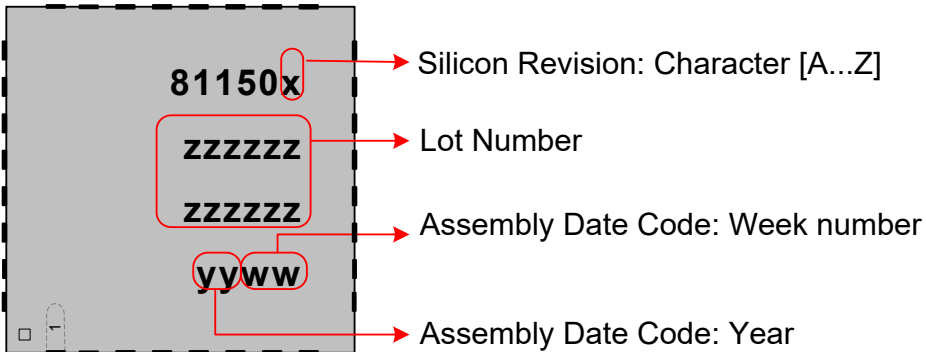 81150x
Silicon Revision: Character [A...Z]
zzzzzz
Lot Number
zzzzzz
Assembly Date Code: Week number
yyww
1
Assembly Date Code: Year